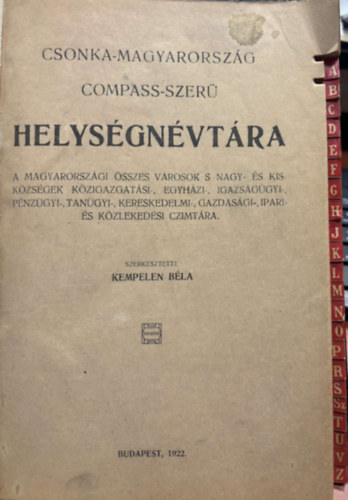 CSONKA-MAGYARORSZÁG
COMPASS-SZERŰ
HELYSÉGNÉVTÁRA
A MAGYARORSZÁGI ÖSSZES VÁROSOK S NAGY- ÉS KIS
KÖZSÉGEK KÖZIGAZGATÁSI-, EGYHÁZI-, IGAZSÁGÜGYI-,
PÉNZÜGYI-, TANÜGYI-, KERESKEDELMI-, GAZDASÁGI-, IPARI-
ÉS KÖZLEKEDÉSI CZIMTÁRA.
SZERKESZTETTE
KEMPELEN BÉLA
BUDAPEST, 1922.
A
B
C
D
E
F
G
H
J
K
L
M
N
O
P
R
S
Sz
T
U
V
Z